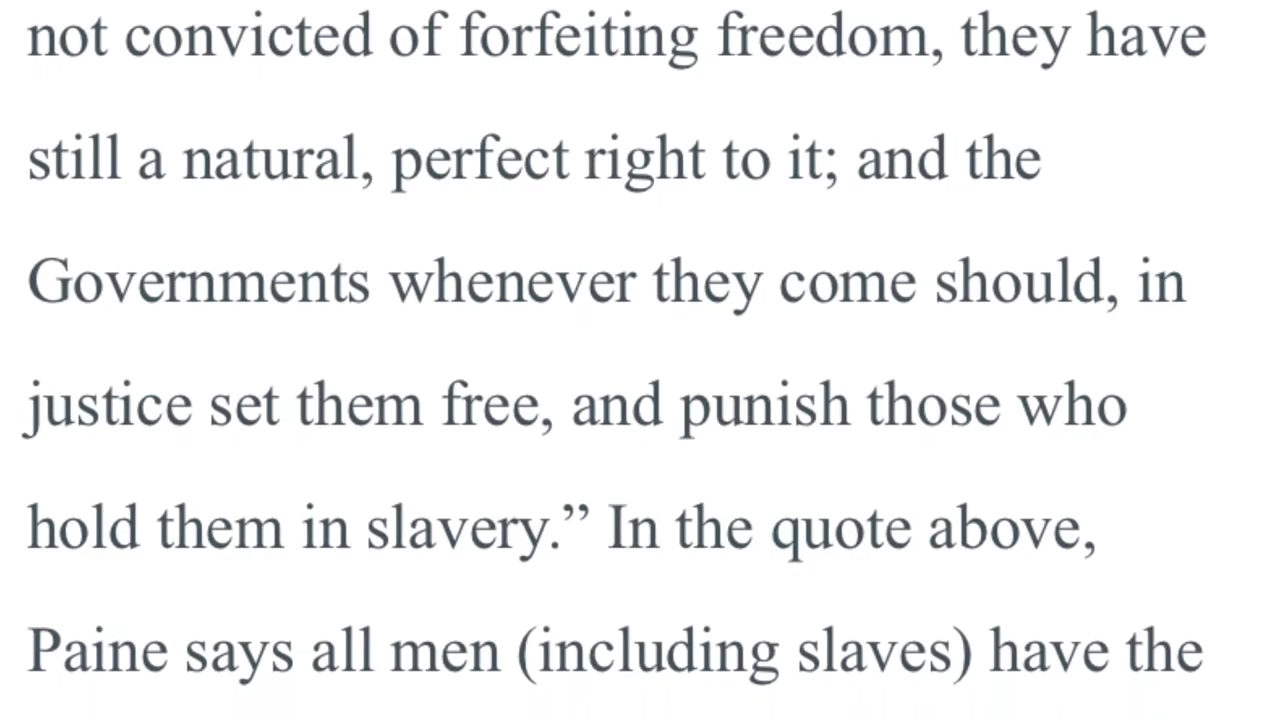 not convicted of forfeiting freedom, they have
still a natural, perfect right to it; and the
Governments whenever they come should, in
justice set them free, and punish those who
hold them in slavery.” In the quote above,
Paine says all men (including slaves) have the